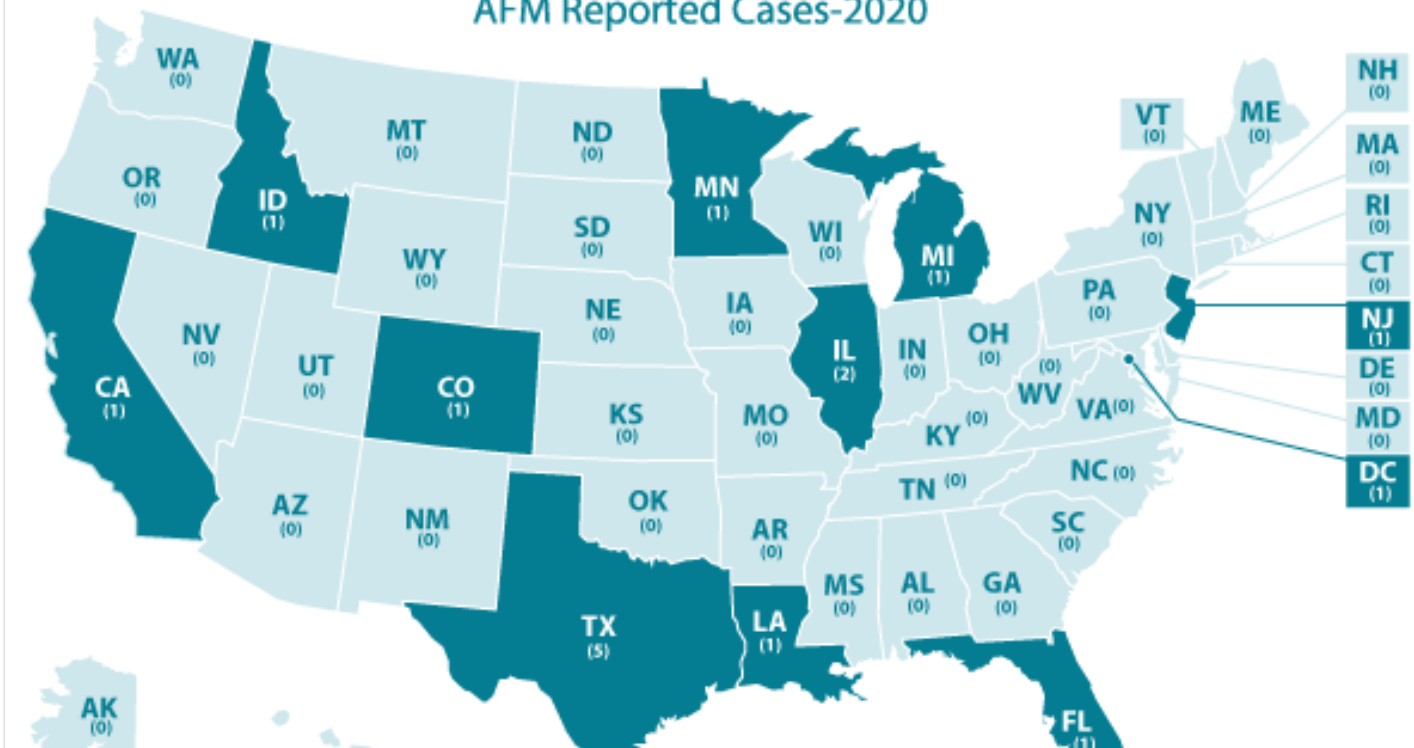 AFM Reported Cases-2020
WA
(0)
OR
(0)
ID
(1)
MT
(0)
ND
(0)
SD
(0)
WY
(0)
MN
(1)
WI
(0)
MI
(1)
VT
(0)
ME
(0)
NH
(0)
MA
(0)
RI
(0)
CT
(0)
NJ
(1)
DE
(0)
MD
(0)
DC
(1)
NY
(0)
PA
(0)
CA
(1)
NV
(0)
UT
(0)
CO
(1)
NE
(0)
KS
(0)
IA
(0)
MO
(0)
IL
(2)
IN
(0)
OH
(0)
(0)
WV
VA(0)
KY (0)
TN (0)
NC (0)
SC
(0)
AZ
(0)
NM
(0)
OK
(0)
AR
(0)
TX
(5)
LA
(1)
MS
(0)
AL
(0)
GA
(0)
FL
(1)
AK
(0)